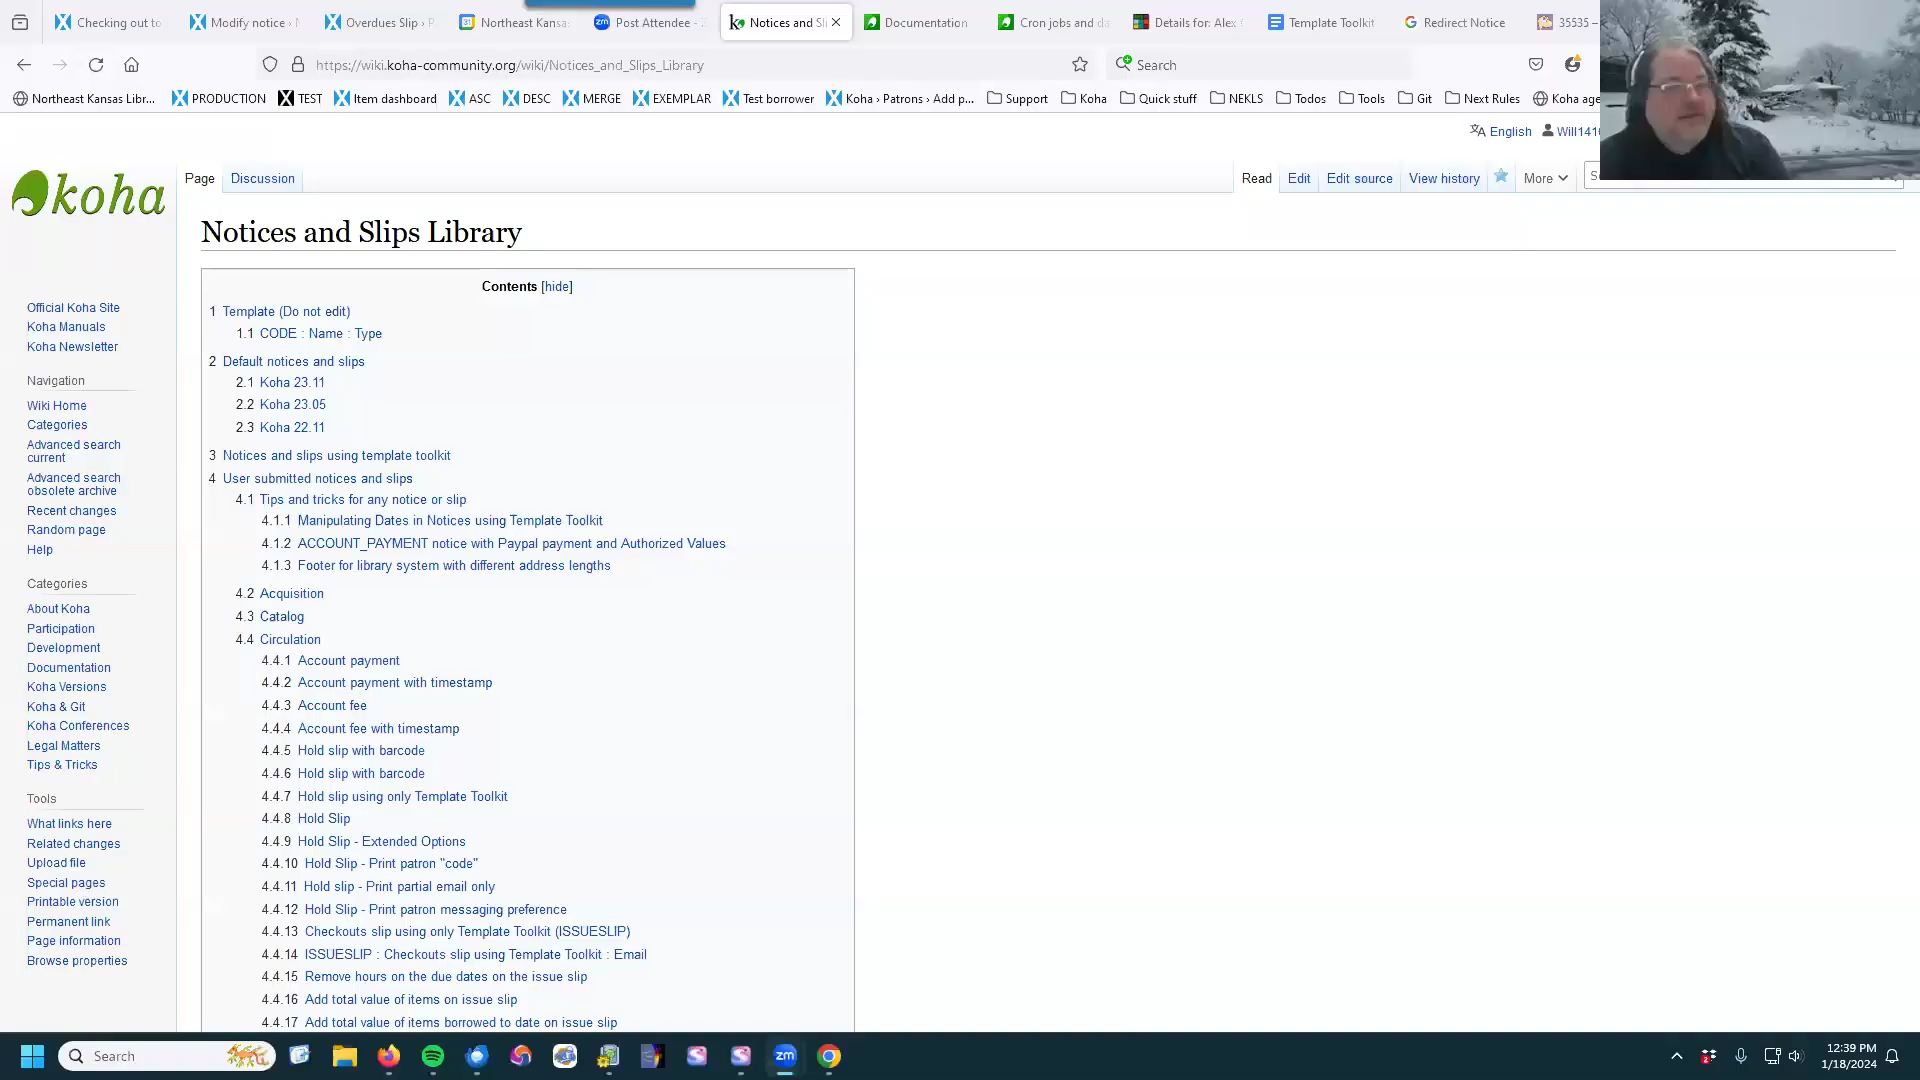 Checking out to
Modify notice › N
Overdues Slip › P
Northeast Kansa
Post Attendee - Z
Notices and Sli
Documentation
Cron jobs and da
Details for: Alex
Template Toolkit
Redirect Notice
35535 –
https://wiki.koha-community.org/wiki/Notices_and_Slips_Library
Search
Northeast Kansas Libr...
PRODUCTION
TEST
Item dashboard
ASC
DESC
MERGE
EXEMPLAR
Test borrower
Koha › Patrons › Add p...
Support
Koha
Quick stuff
NEKLS
Todos
Tools
Git
Next Rules
Koha age
English
Will141
koha
Page
Discussion
Read
Edit
Edit source
View history
More
Notices and Slips Library
Contents [hide]
1 Template (Do not edit)
1.1 CODE : Name : Type
2 Default notices and slips
2.1 Koha 23.11
2.2 Koha 23.05
2.3 Koha 22.11
3 Notices and slips using template toolkit
4 User submitted notices and slips
4.1 Tips and tricks for any notice or slip
4.1.1 Manipulating Dates in Notices using Template Toolkit
4.1.2 ACCOUNT_PAYMENT notice with Paypal payment and Authorized Values
4.1.3 Footer for library system with different address lengths
4.2 Acquisition
4.3 Catalog
4.4 Circulation
4.4.1 Account payment
4.4.2 Account payment with timestamp
4.4.3 Account fee
4.4.4 Account fee with timestamp
4.4.5 Hold slip with barcode
4.4.6 Hold slip with barcode
4.4.7 Hold slip using only Template Toolkit
4.4.8 Hold Slip
4.4.9 Hold Slip - Extended Options
4.4.10 Hold Slip - Print patron "code"
4.4.11 Hold slip - Print partial email only
4.4.12 Hold Slip - Print patron messaging preference
4.4.13 Checkouts slip using only Template Toolkit (ISSUESLIP)
4.4.14 ISSUESLIP : Checkouts slip using Template Toolkit : Email
4.4.15 Remove hours on the due dates on the issue slip
4.4.16 Add total value of items on issue slip
4.4.17 Add total value of items borrowed to date on issue slip
Official Koha Site
Koha Manuals
Koha Newsletter
Navigation
Wiki Home
Categories
Advanced search
current
Advanced search
obsolete archive
Recent changes
Random page
Help
Categories
About Koha
Participation
Development
Documentation
Koha Versions
Koha & Git
Koha Conferences
Legal Matters
Tips & Tricks
Tools
What links here
Related changes
Upload file
Special pages
Printable version
Permanent link
Page information
Browse properties
Search
zm
12:39 PM
1/18/2024